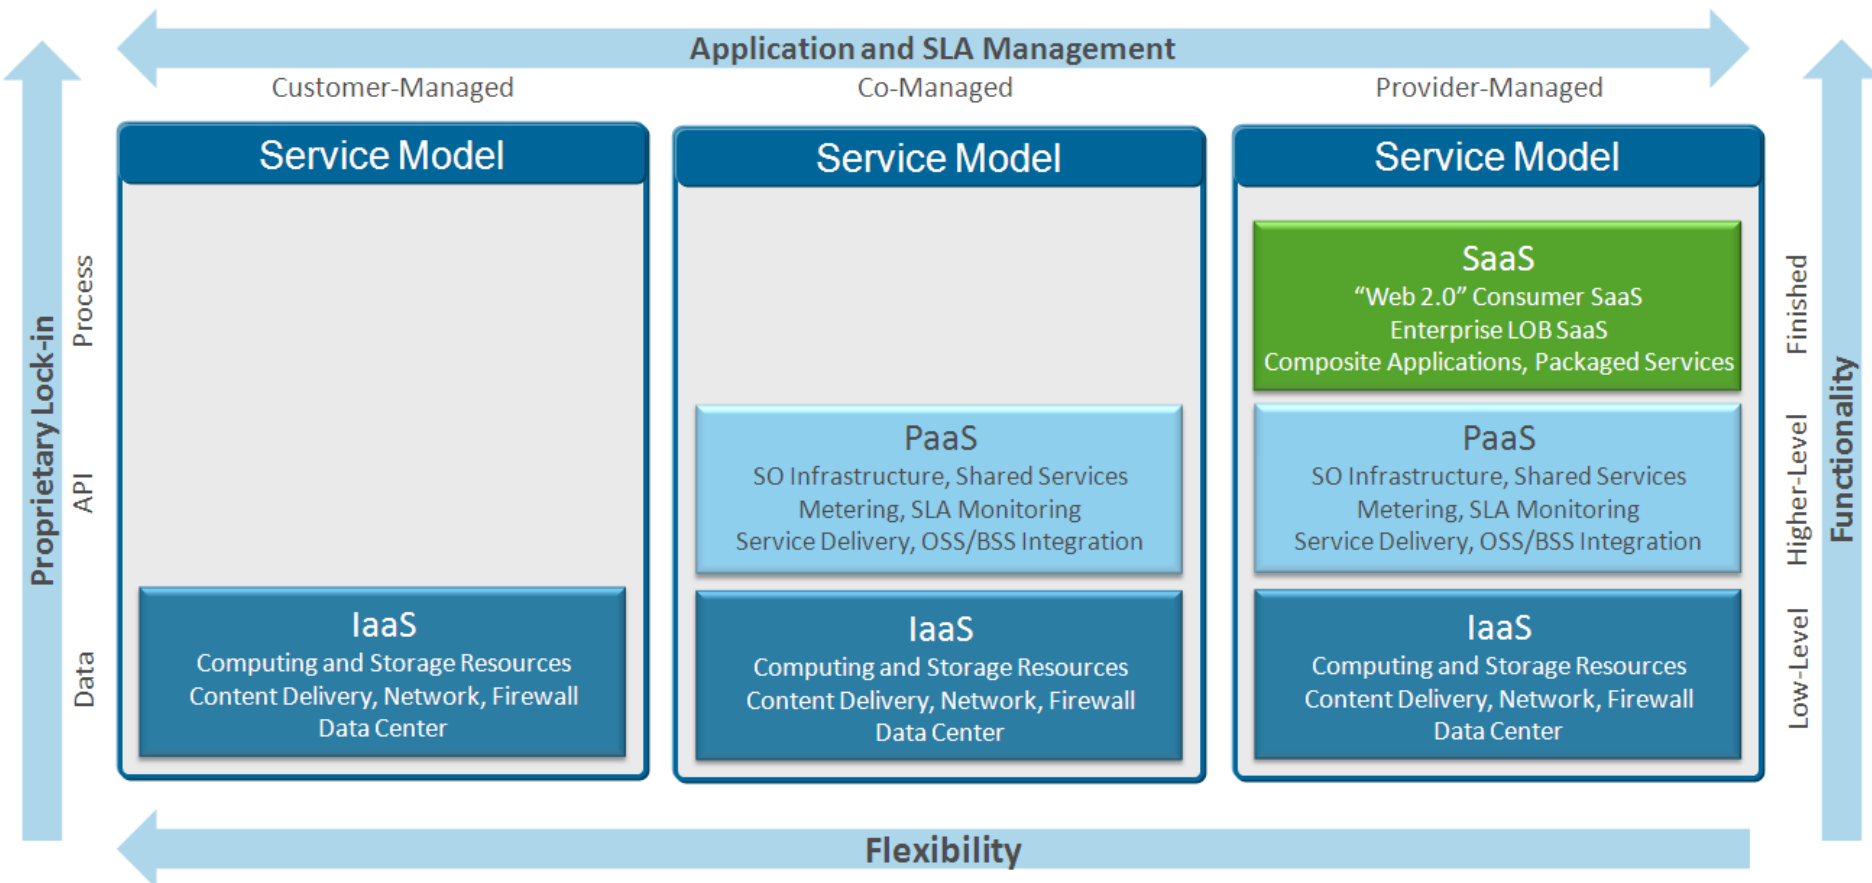 Application and SLA Management
Customer-Managed
Co-Managed
Provider-Managed
Proprietary Lock-in
Process
API
Data
Service Model
IaaS
Computing and Storage Resources
Content Delivery, Network, Firewall
Data Center
Service Model
PaaS
SO Infrastructure, Shared Services
Metering, SLA Monitoring
Service Delivery, OSS/BSS Integration
IaaS
Computing and Storage Resources
Content Delivery, Network, Firewall
Data Center
Service Model
SaaS
“Web 2.0” Consumer SaaS
Enterprise LOB SaaS
Composite Applications, Packaged Services
PaaS
SO Infrastructure, Shared Services
Metering, SLA Monitoring
Service Delivery, OSS/BSS Integration
IaaS
Computing and Storage Resources
Content Delivery, Network, Firewall
Data Center
Finished
Higher-Level
Low-Level
Functionality
Flexibility